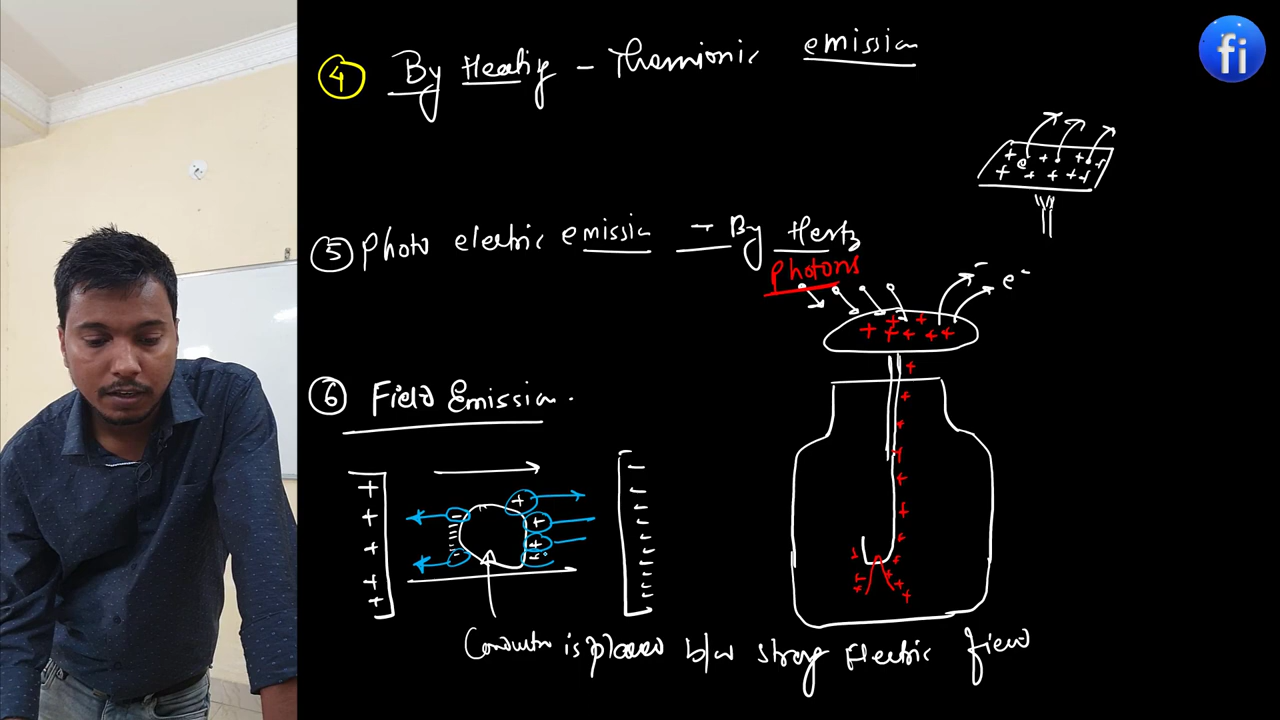 fi
④ By Heatig - Thermionic emission
⑤ Photo electric emission → By Hertz
Photons
e⁻
⑥ Field Emission.
Conductor is placed b/w strong Electric field